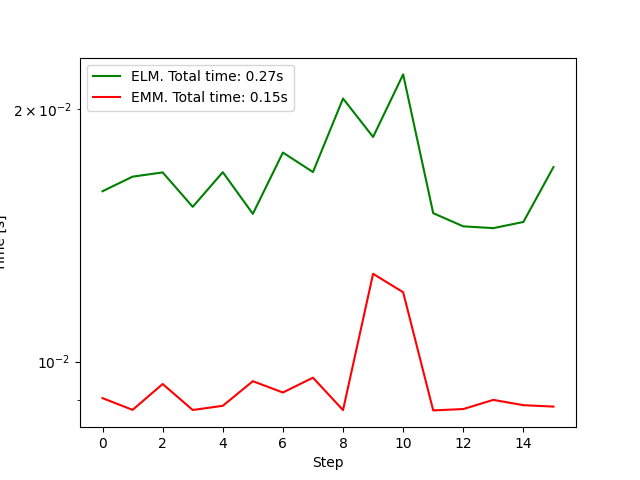 ELM. Total time: 0.27s
EMM. Total time: 0.15s
2 × 10⁻²
10⁻²
0 2 4 6 8 10 12 14
Step